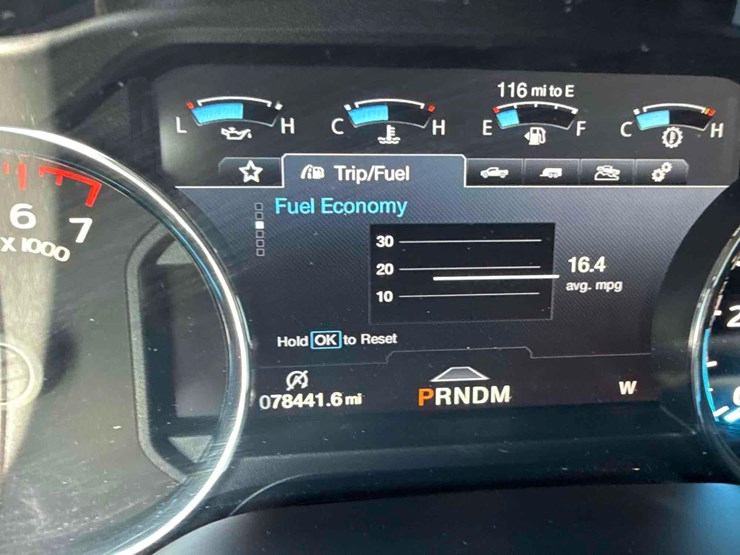 116 mi to E
L H C H E F C H
Trip/Fuel
Fuel Economy
30
20
10
16.4
avg. mpg
Hold OK to Reset
078441.6 mi
PRNDM
W
6 7
X 1000
2